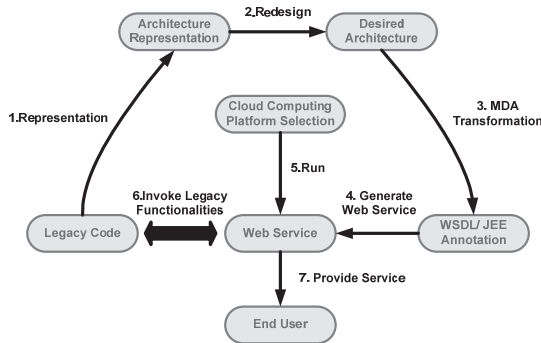 2.Redesign
Architecture
Representation
Desired
Architecture
1.Representation
3. MDA
Transformation
Cloud Computing
Platform Selection
5.Run
6.Invoke Legacy
Functionalities
4. Generate
Web Service
Legacy Code
Web Service
WSDL/ JEE
Annotation
7. Provide Service
End User